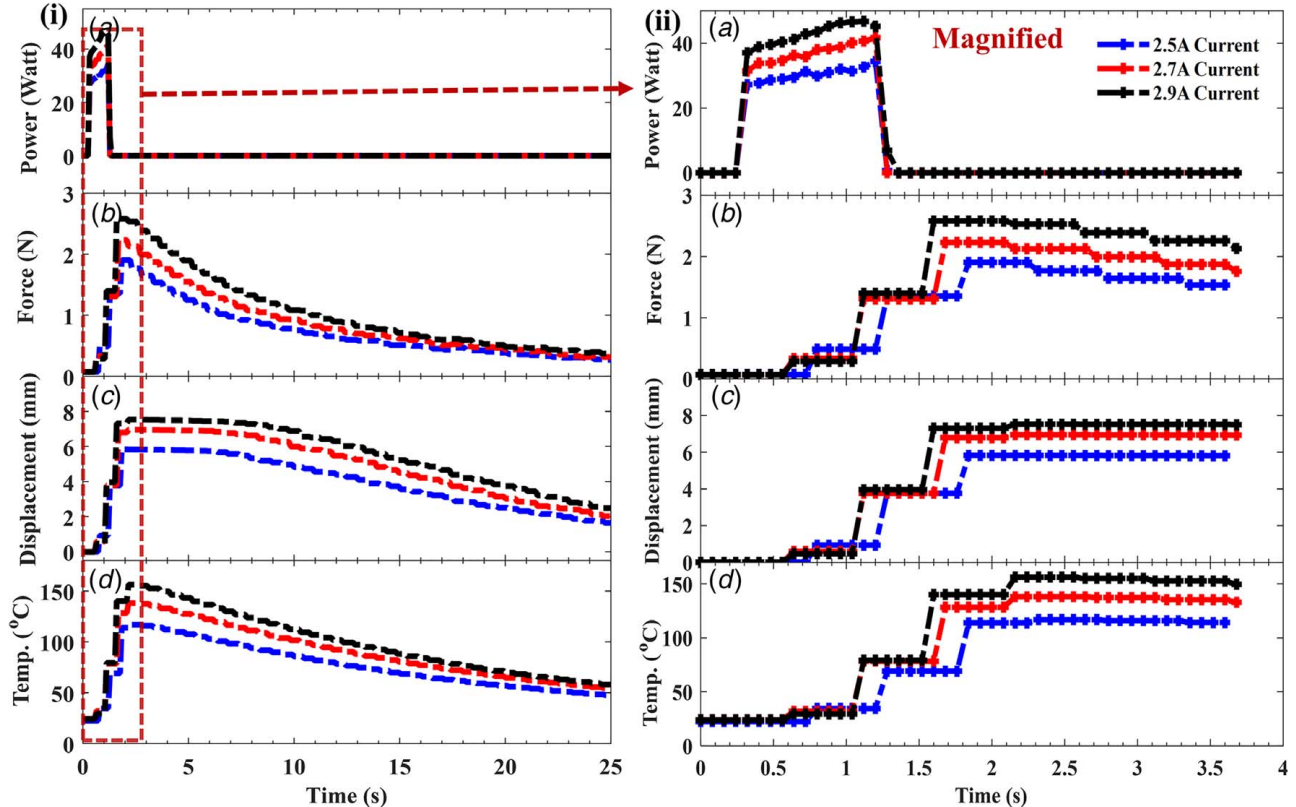 (i)
(a)
Power (Watt)
40
20
0
(b)
Force (N)
3
2
1
0
(c)
Displacement (mm)
8
6
4
2
0
(d)
Temp. (°C)
150
100
50
0
0 5 10 15 20 25
Time (s)
(ii)
(a)
Magnified
2.5A Current
2.7A Current
2.9A Current
Power (Watt)
40
20
0
(b)
Force (N)
3
2
1
0
(c)
Displacement (mm)
8
6
4
2
0
(d)
Temp. (°C)
150
100
50
0
0 0.5 1 1.5 2 2.5 3 3.5 4
Time (s)